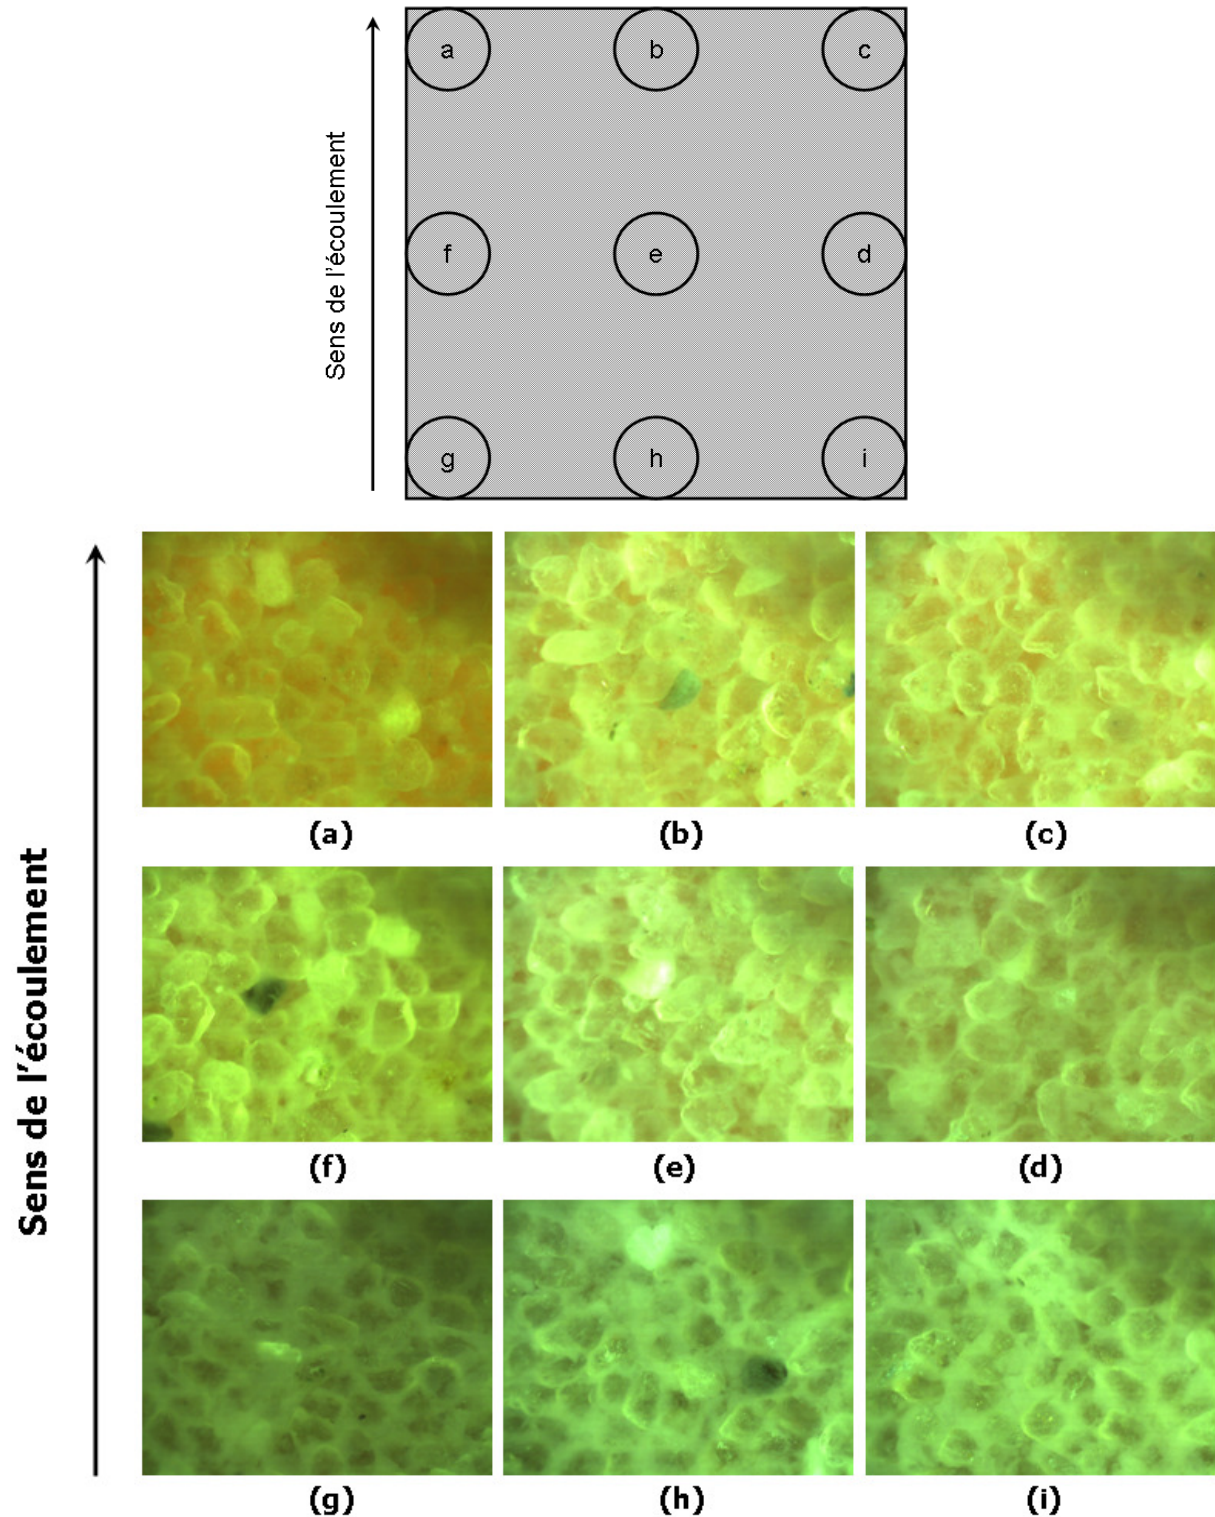 a b c
f e d
g h i
Sens de l'écoulement
(a) (b) (c)
(f) (e) (d)
(g) (h) (i)
Sens de l'écoulement